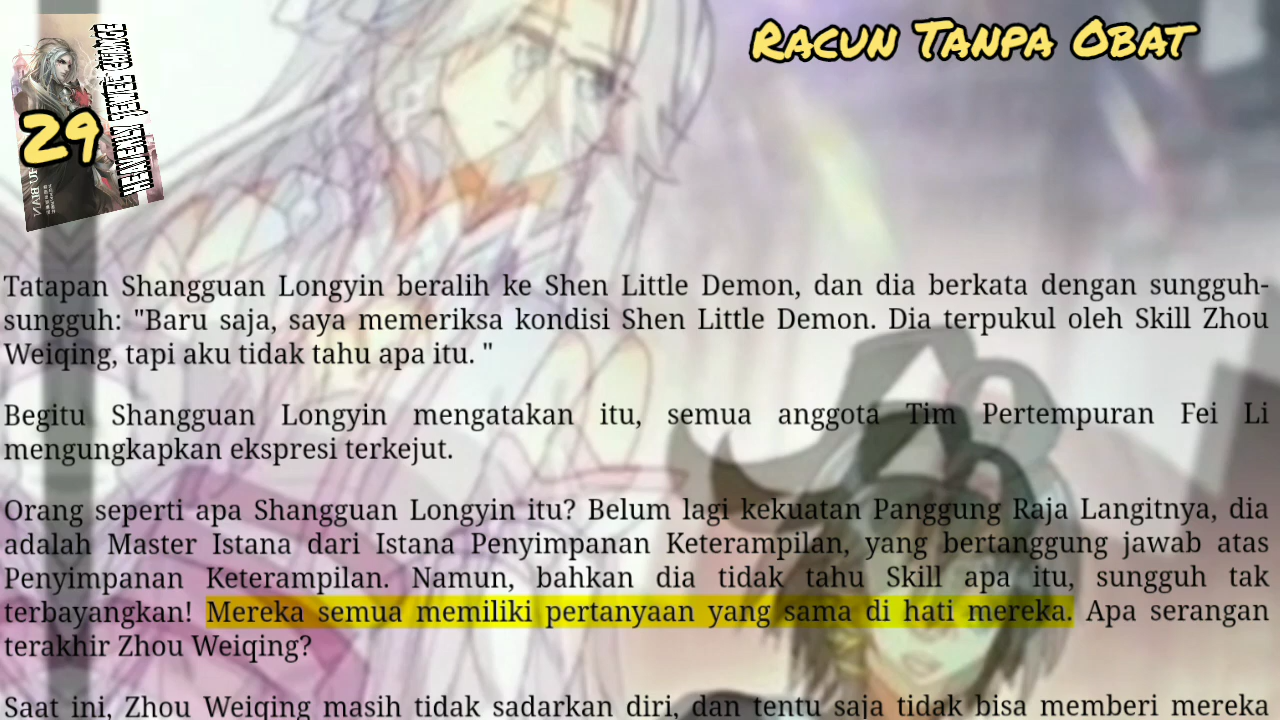 Racun Tanpa Obat
HEAVENLY JEWEL CHANGE
29
Tatapan Shangguan Longyin beralih ke Shen Little Demon, dan dia berkata dengan sungguh-
sungguh: "Baru saja, saya memeriksa kondisi Shen Little Demon. Dia terpukul oleh Skill Zhou
Weiqing, tapi aku tidak tahu apa itu. "
Begitu Shangguan Longyin mengatakan itu, semua anggota Tim Pertempuran Fei Li
mengungkapkan ekspresi terkejut.
Orang seperti apa Shangguan Longyin itu? Belum lagi kekuatan Panggung Raja Langitnya, dia
adalah Master Istana dari Istana Penyimpanan Keterampilan, yang bertanggung jawab atas
Penyimpanan Keterampilan. Namun, bahkan dia tidak tahu Skill apa itu, sungguh tak
terbayangkan! Mereka semua memiliki pertanyaan yang sama di hati mereka. Apa serangan
terakhir Zhou Weiqing?
Saat ini, Zhou Weiqing masih tidak sadarkan diri, dan tentu saja tidak bisa memberi mereka